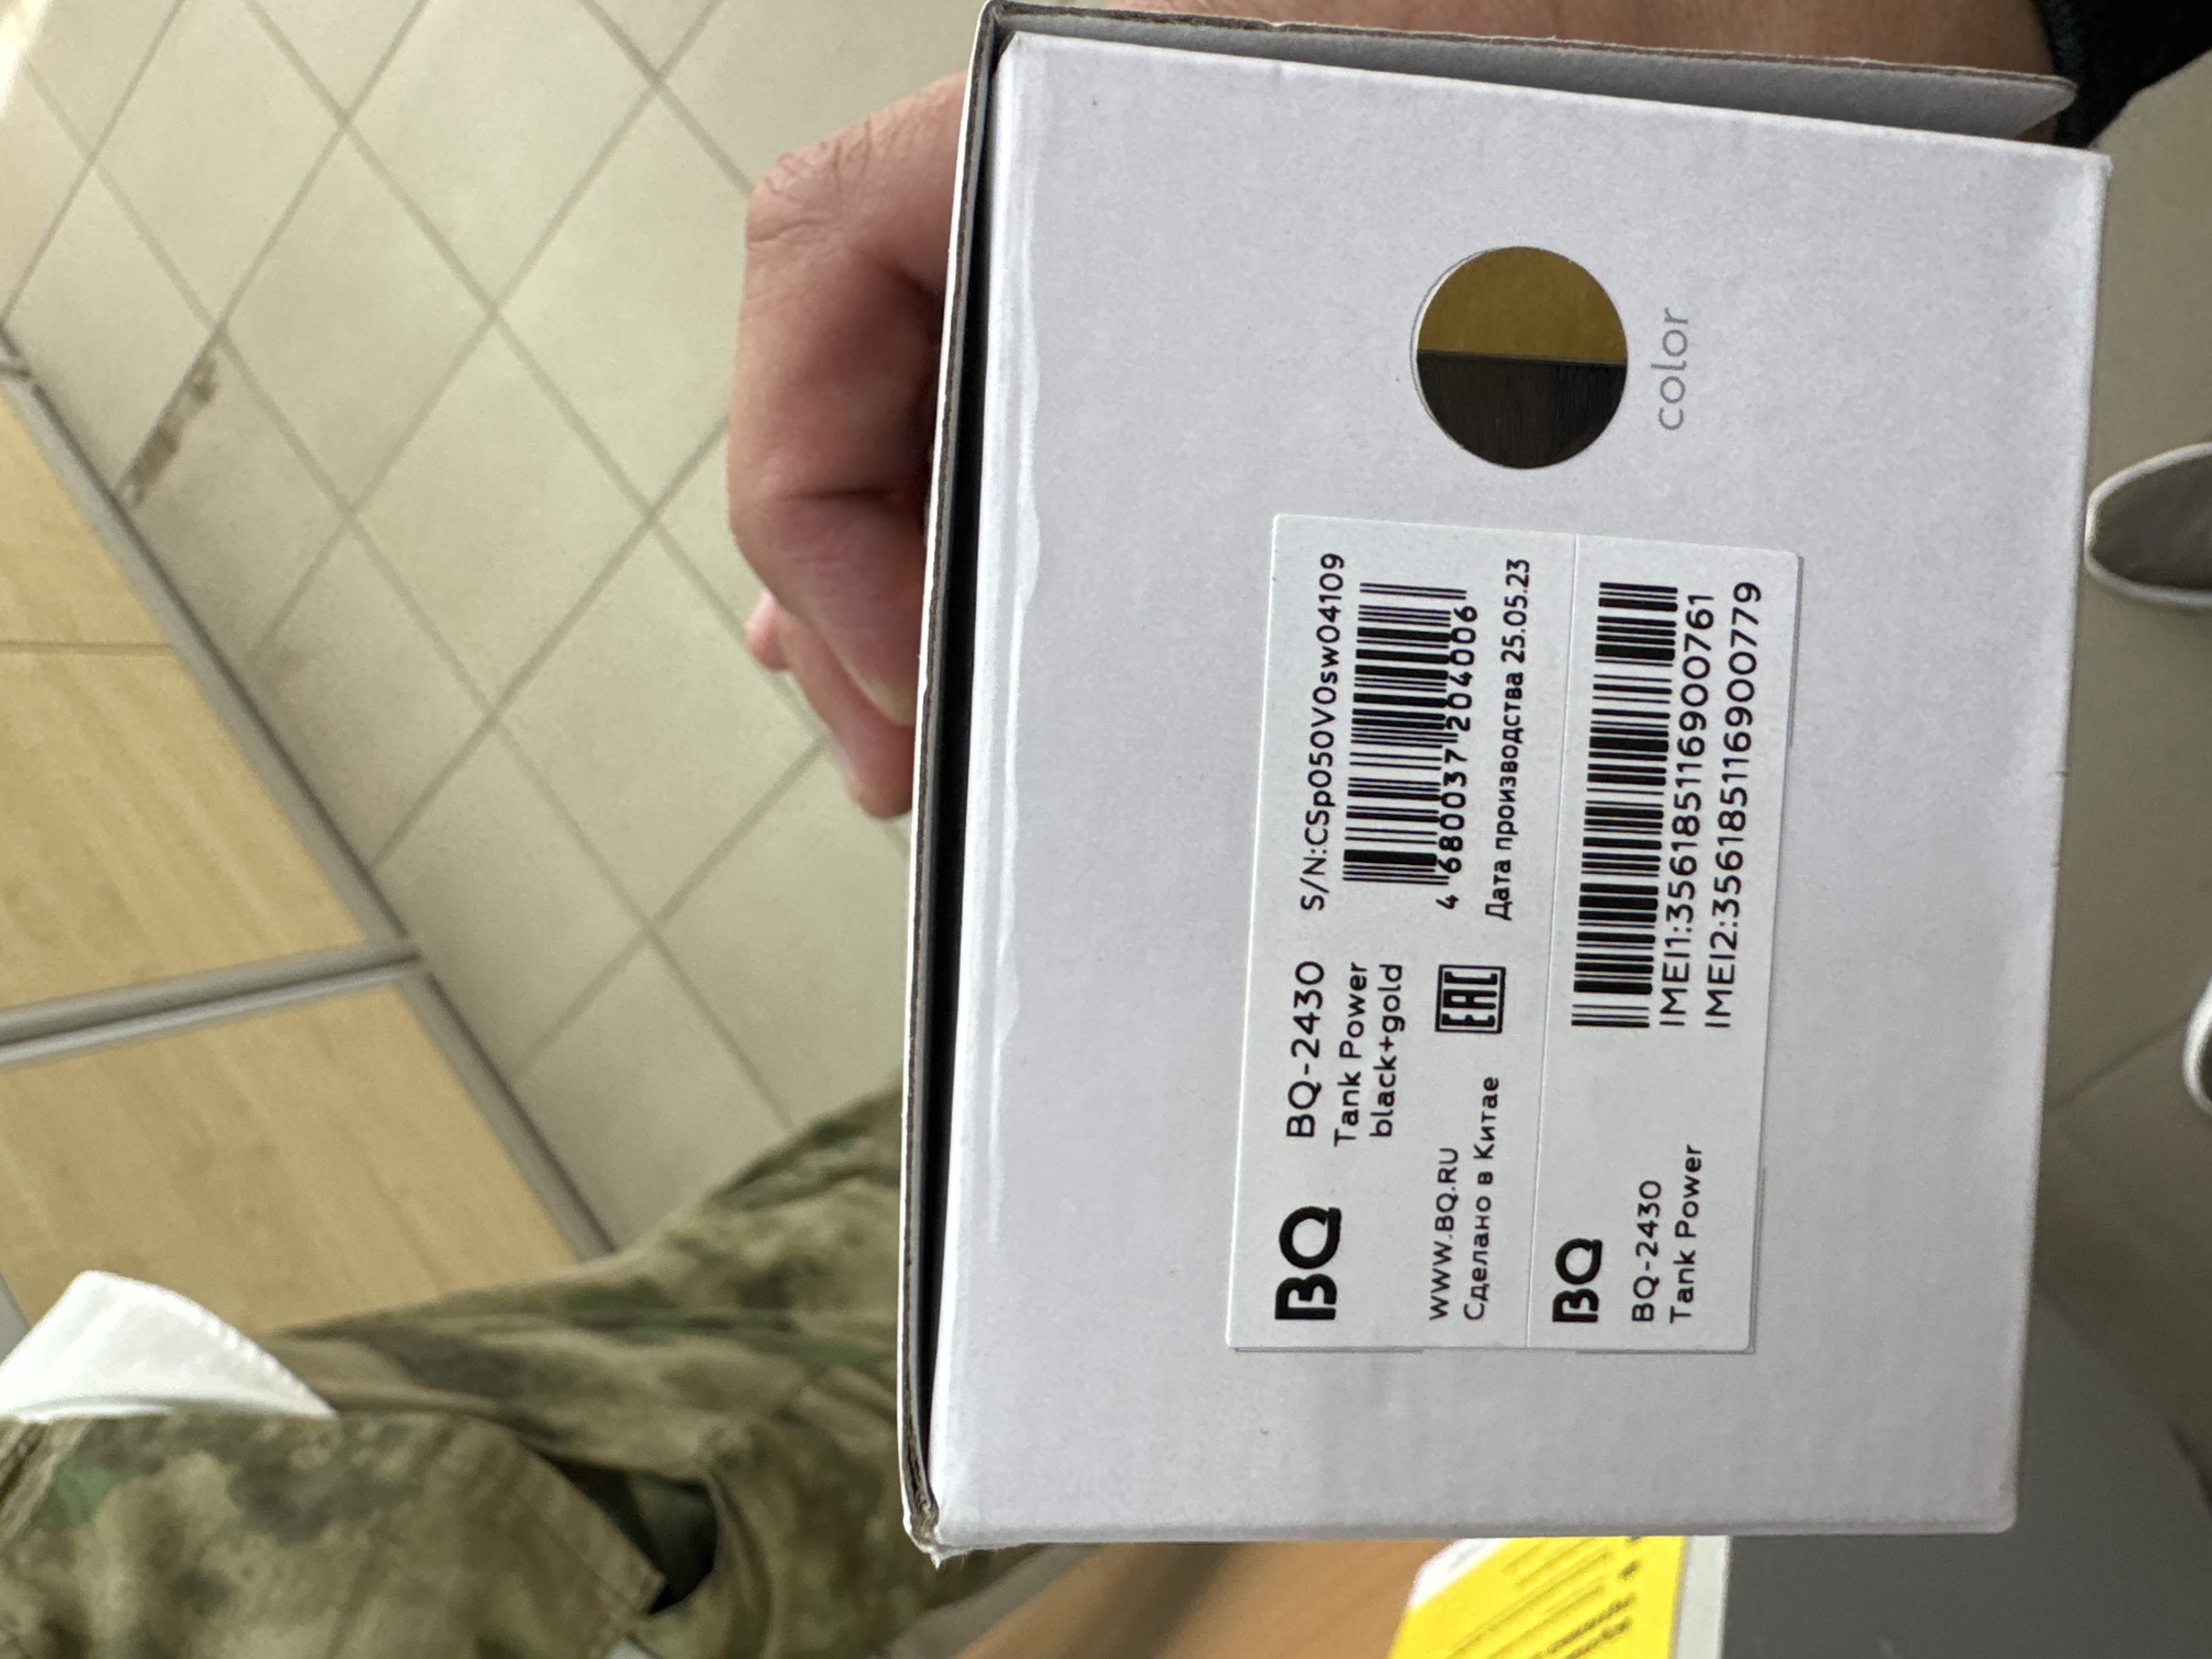 BQ
BQ-2430
Tank Power
black+gold
S/N:CSp050V0sw04109
4 680037 204006
WWW.BQ.RU
Сделано в Китае
EAC
Дата производства 25.05.23
BQ
BQ-2430
Tank Power
IMEI1:356185116900761
IMEI2:356185116900779
color